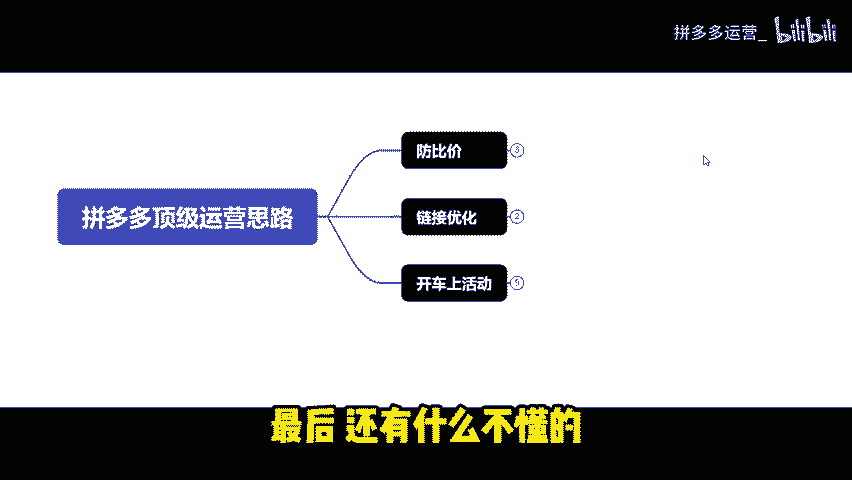 拼多多运营_ bilibili
防比价 3
拼多多顶级运营思路
链接优化 2
开车上活动 5
最后 还有什么不懂的